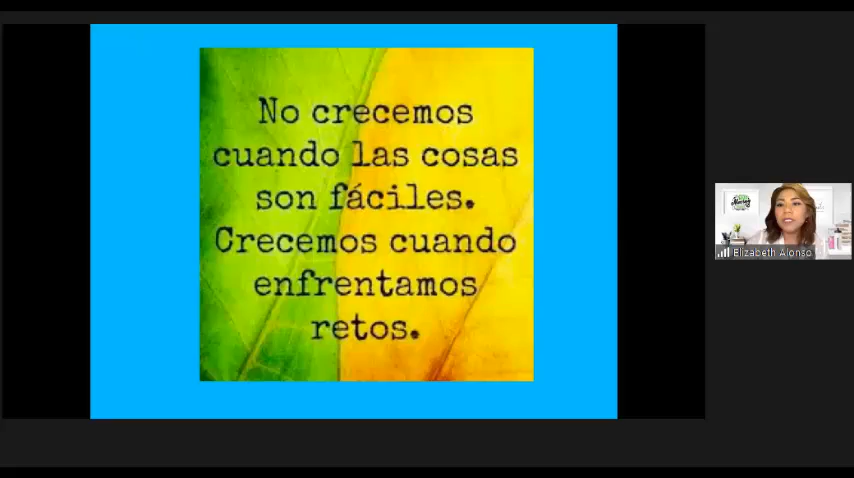 No crecemos
cuando las cosas
son fáciles.
Crecemos cuando
enfrentamos
retos.
Elizabeth Alonso